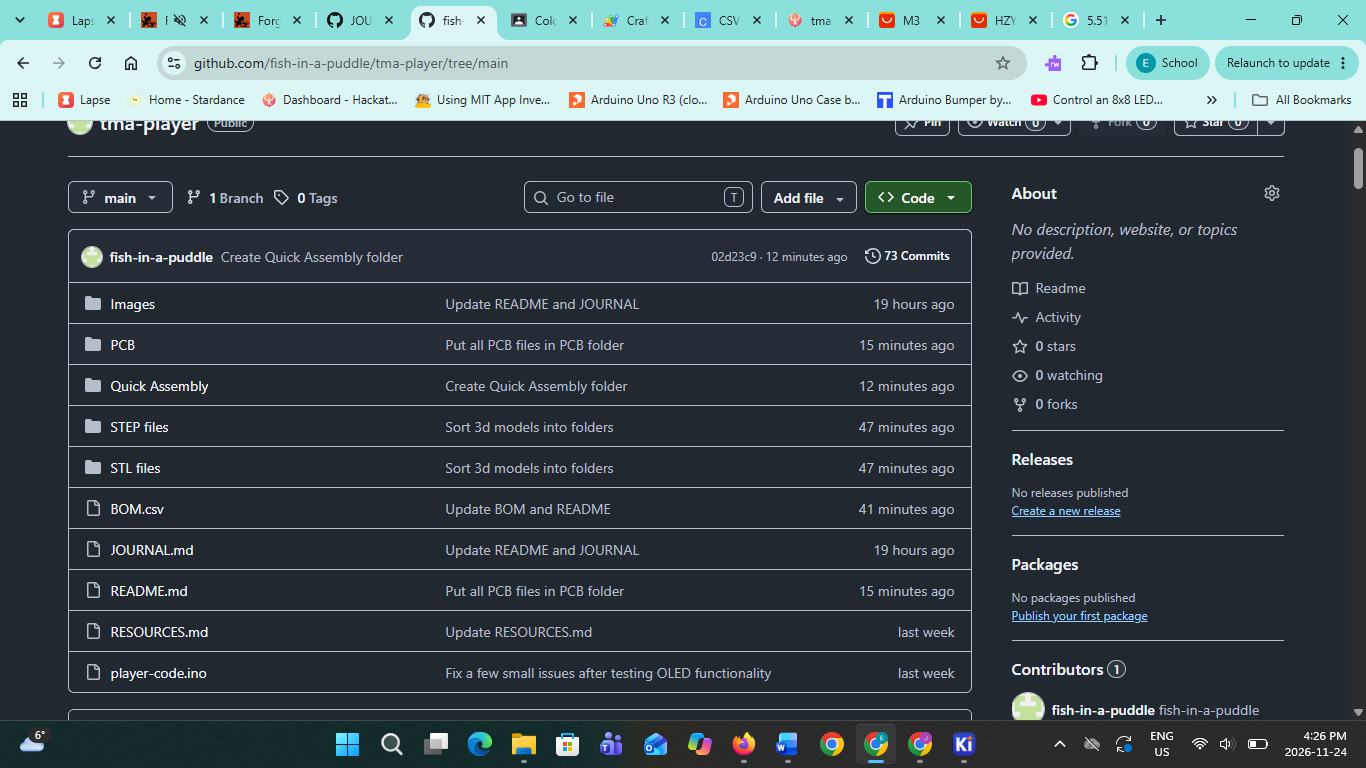 Laps
F
Forg
JOU
fish-
Colc
Craf
CSV
tma
M3
HZY
5.51
github.com/fish-in-a-puddle/tma-player/tree/main
E School
Relaunch to update
Lapse
Home - Stardance
Dashboard - Hackat...
Using MIT App Inve...
Arduino Uno R3 (clo...
Arduino Uno Case b...
Arduino Bumper by...
Control an 8x8 LED...
All Bookmarks
tma-player Public
Pin
Watch 0
Fork 0
Star 0
main
1 Branch
0 Tags
Go to file T
Add file
Code
About
No description, website, or topics
provided.
Readme
Activity
0 stars
0 watching
0 forks
fish-in-a-puddle Create Quick Assembly folder 02d23c9 · 12 minutes ago 73 Commits
Images Update README and JOURNAL 19 hours ago
PCB Put all PCB files in PCB folder 15 minutes ago
Quick Assembly Create Quick Assembly folder 12 minutes ago
STEP files Sort 3d models into folders 47 minutes ago
STL files Sort 3d models into folders 47 minutes ago
BOM.csv Update BOM and README 41 minutes ago
JOURNAL.md Update README and JOURNAL 19 hours ago
README.md Put all PCB files in PCB folder 15 minutes ago
RESOURCES.md Update RESOURCES.md last week
player-code.ino Fix a few small issues after testing OLED functionality last week
Releases
No releases published
Create a new release
Packages
No packages published
Publish your first package
Contributors 1
fish-in-a-puddle fish-in-a-puddle
6°
Ki
ENG
US
4:26 PM
2026-11-24